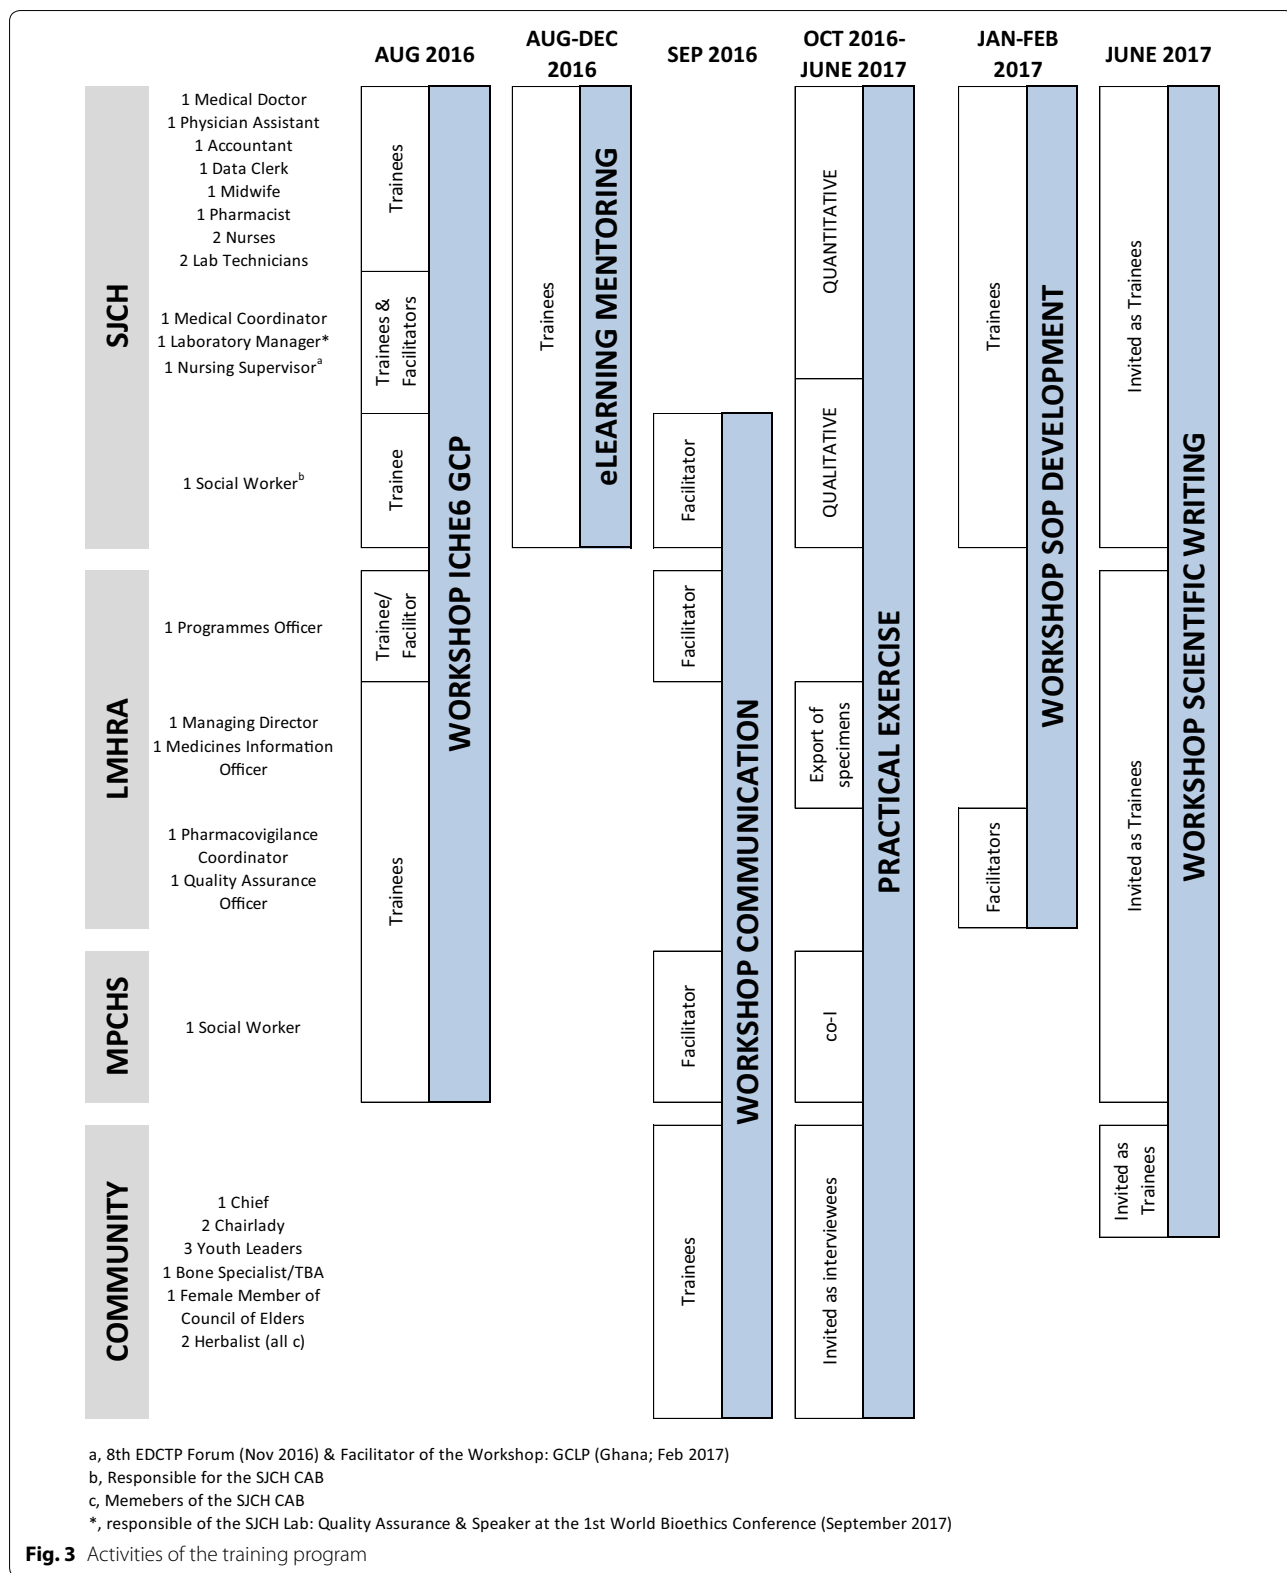 AUG 2016
AUG-DEC
2016
SEP 2016
OCT 2016-
JUNE 2017
JAN-FEB
2017
JUNE 2017
SJCH
1 Medical Doctor
1 Physician Assistant
1 Accountant
1 Data Clerk
1 Midwife
1 Pharmacist
2 Nurses
2 Lab Technicians
1 Medical Coordinator
1 Laboratory Manager*
1 Nursing Supervisor^a
1 Social Worker^b
Trainees
Trainees &
Facilitators
Trainee
WORKSHOP ICHE6 GCP
Trainees
eLEARNING MENTORING
Facilitator
QUANTITATIVE
QUALITATIVE
Trainees
WORKSHOP SOP DEVELOPMENT
Invited as Trainees
WORKSHOP SCIENTIFIC WRITING
LMHRA
1 Programmes Officer
1 Managing Director
1 Medicines Information
Officer
1 Pharmacovigilance
Coordinator
1 Quality Assurance
Officer
Trainee/
Facilitor
Trainees
Facilitator
WORKSHOP COMMUNICATION
Export of
specimens
PRACTICAL EXERCISE
Facilitators
Invited as Trainees
MPCHS
1 Social Worker
Facilitator
co-I
COMMUNITY
1 Chief
2 Chairlady
3 Youth Leaders
1 Bone Specialist/TBA
1 Female Member of
Council of Elders
2 Herbalist (all c)
Trainees
Invited as interviewees
Invited as
Trainees
a, 8th EDCTP Forum (Nov 2016) & Facilitator of the Workshop: GCLP (Ghana; Feb 2017)
b, Responsible for the SJCH CAB
c, Memebers of the SJCH CAB
*, responsible of the SJCH Lab: Quality Assurance & Speaker at the 1st World Bioethics Conference (September 2017)
Fig. 3 Activities of the training program